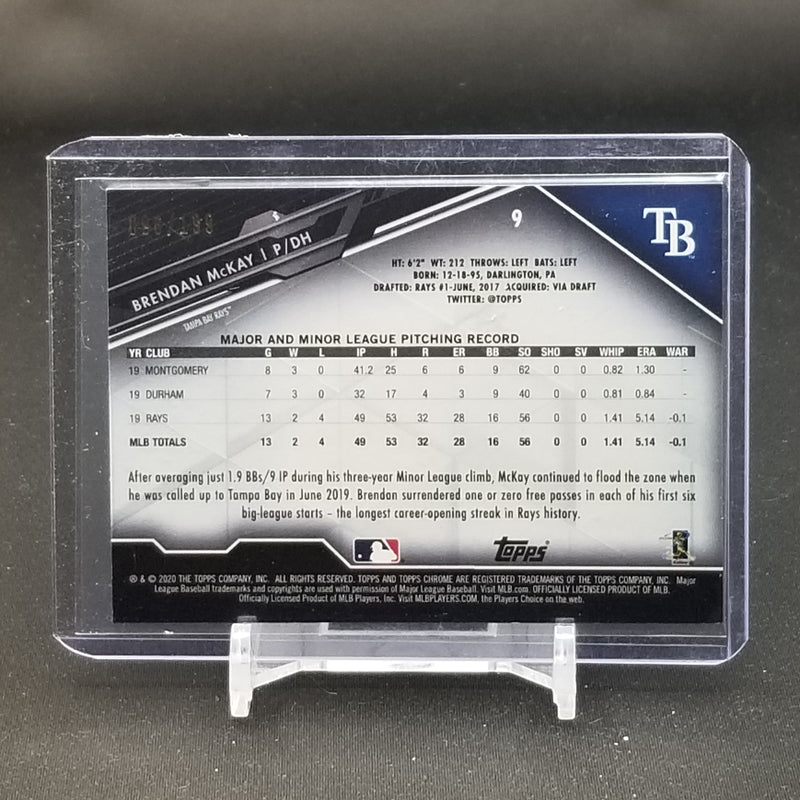 9
TB
BRENDAN McKAY | P/DH
TAMPA BAY RAYS™
HT: 6'2" WT: 212 THROWS: LEFT BATS: LEFT
BORN: 12-18-95, DARLINGTON, PA
DRAFTED: RAYS #1-JUNE, 2017 ACQUIRED: VIA DRAFT
TWITTER: @TOPPS
MAJOR AND MINOR LEAGUE PITCHING RECORD
YR CLUB G W L IP H R ER BB SO SHO SV WHIP ERA WAR
19 MONTGOMERY 8 3 0 41.2 25 6 6 9 62 0 0 0.82 1.30 -
19 DURHAM 7 3 0 32 17 4 3 9 40 0 0 0.81 0.84 -
19 RAYS 13 2 4 49 53 32 28 16 56 0 0 1.41 5.14 -0.1
MLB TOTALS 13 2 4 49 53 32 28 16 56 0 0 1.41 5.14 -0.1
After averaging just 1.9 BBs/9 IP during his three-year Minor League climb, McKay continued to flood the zone when
he was called up to Tampa Bay in June 2019. Brendan surrendered one or zero free passes in each of his first six
big-league starts – the longest career-opening streak in Rays history.
Topps
® & © 2020 THE TOPPS COMPANY, INC. ALL RIGHTS RESERVED. TOPPS AND TOPPS CHROME ARE REGISTERED TRADEMARKS OF THE TOPPS COMPANY, INC. Major
League Baseball trademarks and copyrights are used with permission of Major League Baseball. Visit MLB.com. OFFICIALLY LICENSED PRODUCT OF MLB.
Officially Licensed Product of MLB Players, Inc. Visit MLBPLAYERS.COM, the Players Choice on the web.